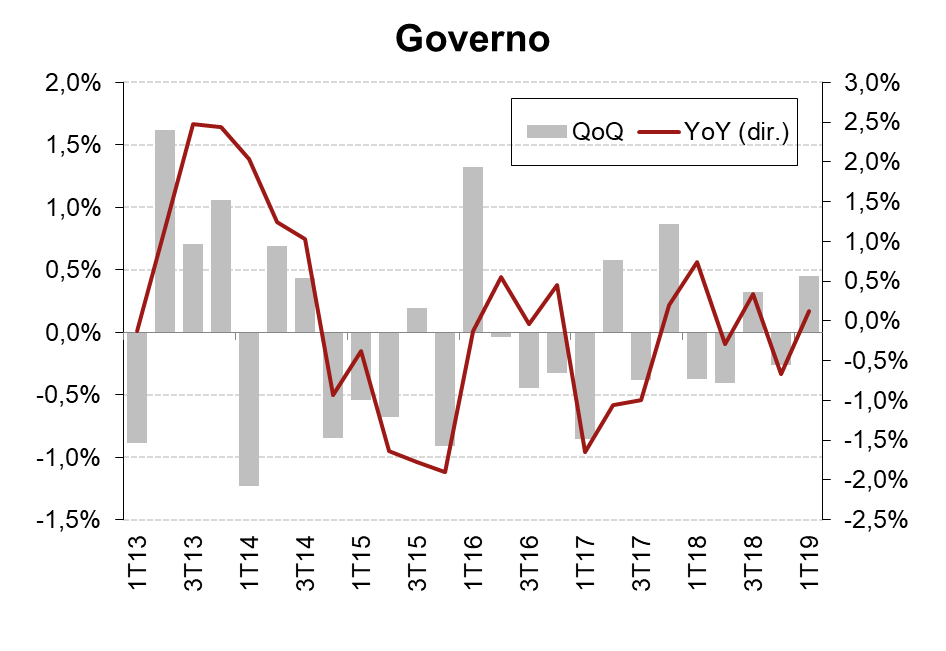 Governo
2,0%
1,5%
1,0%
0,5%
0,0%
-0,5%
-1,0%
-1,5%
QoQ YoY (dir.)
3,0%
2,5%
2,0%
1,5%
1,0%
0,5%
0,0%
-0,5%
-1,0%
-1,5%
-2,0%
-2,5%
1T13
3T13
1T14
3T14
1T15
3T15
1T16
3T16
1T17
3T17
1T18
3T18
1T19